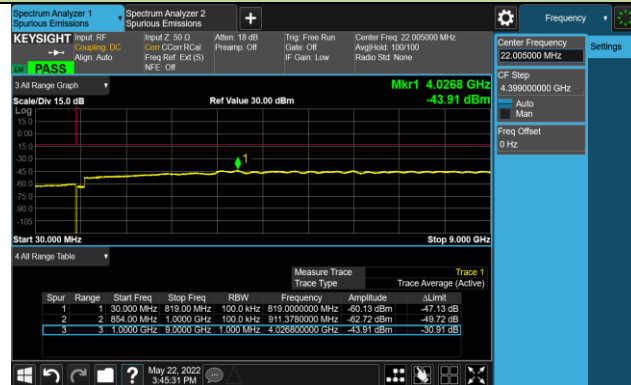 Spectrum Analyzer 1
Spurious Emissions
Spectrum Analyzer 2
Spurious Emissions
+
Frequency
KEYSIGHT
Input: RF
Coupling: DC
Align: Auto
Input Z: 50 Ω
Corr CCorr RCal
Freq Ref: Ext (S)
NFE: Off
Atten: 18 dB
Preamp: Off
Trig: Free Run
Gate: Off
IF Gain: Low
Center Freq: 22.005000 MHz
Avg|Hold: 100/100
Radio Std: None
PASS
Center Frequency
22.005000 MHz
Settings
CF Step
4.399000000 GHz
Auto
Man
Freq Offset
0 Hz
3 All Range Graph
Mkr1 4.0268 GHz
Scale/Div 15.0 dB
Ref Value 30.00 dBm
-43.91 dBm
Log
15.0
0.00
-15.0
-30.0
-45.0
-60.0
-75.0
-90.0
-105
1
Start 30.000 MHz
Stop 9.000 GHz
4 All Range Table
Measure Trace Trace 1
Trace Type Trace Average (Active)
Spur Range Start Freq Stop Freq RBW Frequency Amplitude ΔLimit
1 1 30.000 MHz 819.00 MHz 100.0 kHz 819.0000000 MHz -60.13 dBm -47.13 dB
2 2 854.00 MHz 1.0000 GHz 100.0 kHz 911.3780000 MHz -62.72 dBm -49.72 dB
3 3 1.0000 GHz 9.0000 GHz 1.000 MHz 4.026800000 GHz -43.91 dBm -30.91 dB
?
May 22, 2022
3:45:31 PM